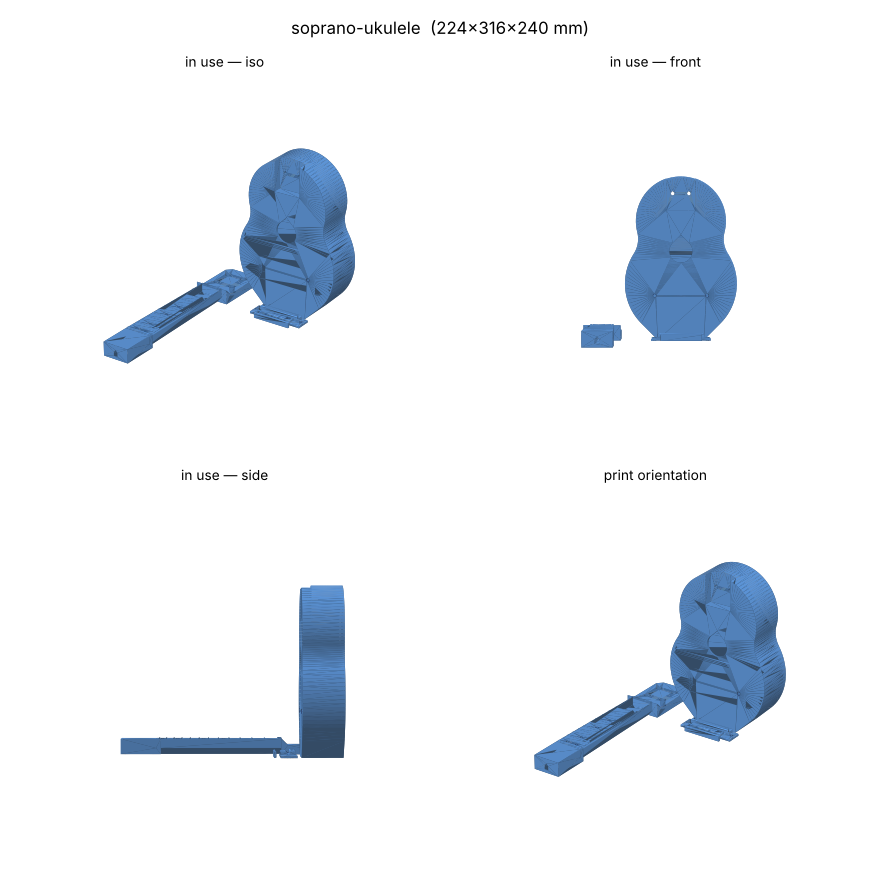 soprano-ukulele (224×316×240 mm)
in use — iso
in use — front
in use — side
print orientation